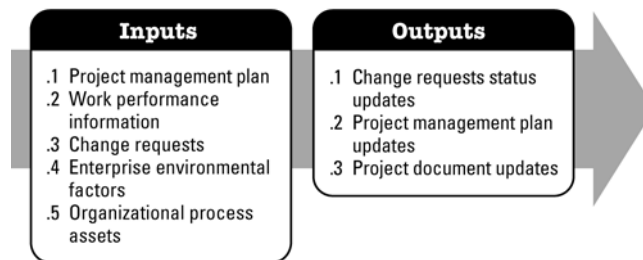 Inputs
.1 Project management plan
.2 Work performance
information
.3 Change requests
.4 Enterprise environmental
factors
.5 Organizational process
assets
Outputs
.1 Change requests status
updates
.2 Project management plan
updates
.3 Project document updates